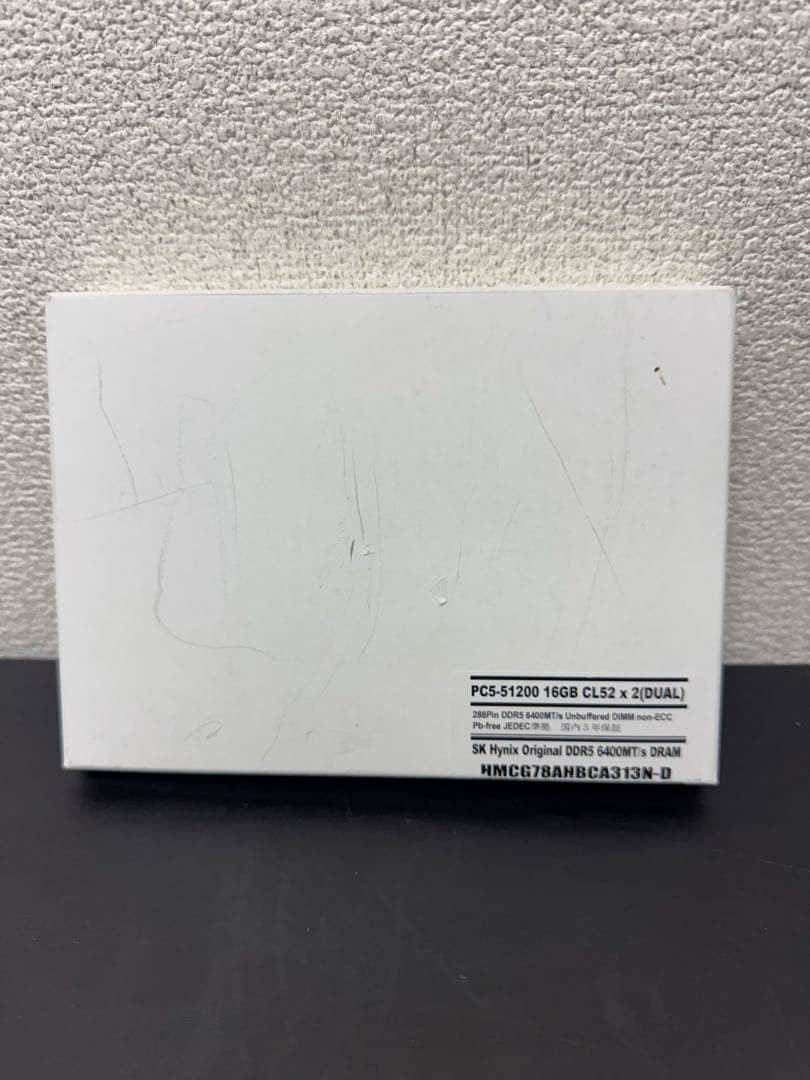 PC5-51200 16GB CL52 x 2(DUAL)
288Pin DDR5 6400MT/s Unbuffered DIMM non-ECC
Pb-free JEDEC準拠 国内5年保証
SK Hynix Original DDR5 6400MT/s DRAM
HMCG78AHBCA313N-D